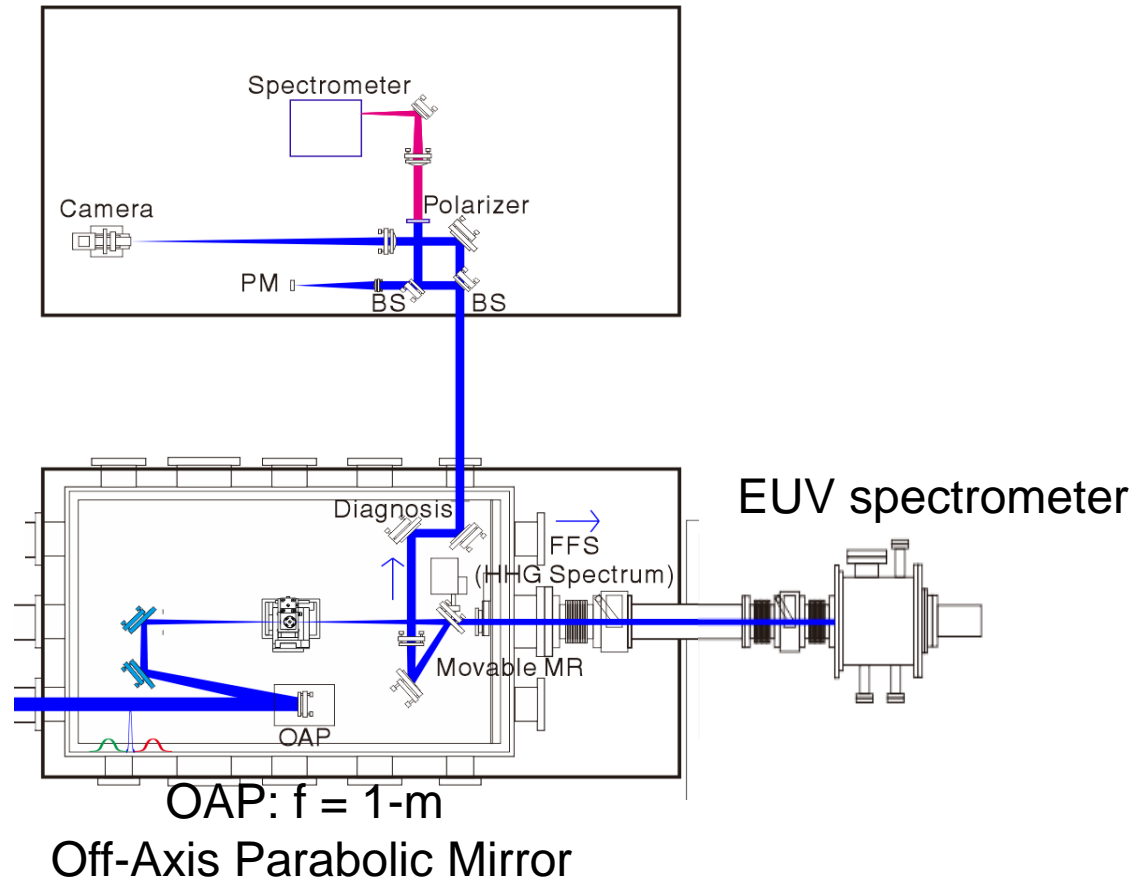 Spectrometer
Polarizer
Camera
PM
BS
BS
Diagnosis
EUV spectrometer
FFS
(HHG Spectrum)
Movable MR
OAP
OAP: f = 1-m
Off-Axis Parabolic Mirror